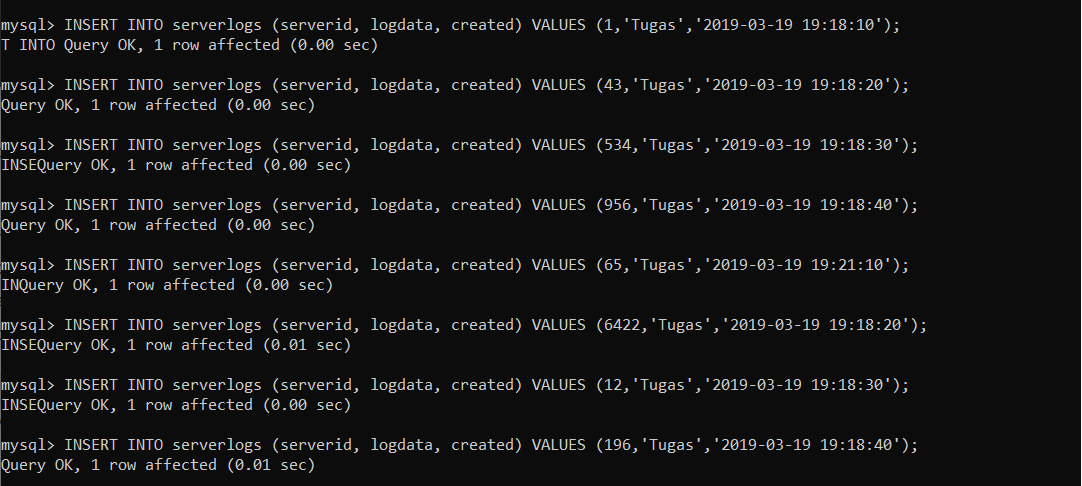 mysql> INSERT INTO serverlogs (serverid, logdata, created) VALUES (1,'Tugas','2019-03-19 19:18:10');
T INTO Query OK, 1 row affected (0.00 sec)
mysql> INSERT INTO serverlogs (serverid, logdata, created) VALUES (43,'Tugas','2019-03-19 19:18:20');
Query OK, 1 row affected (0.00 sec)
mysql> INSERT INTO serverlogs (serverid, logdata, created) VALUES (534,'Tugas','2019-03-19 19:18:30');
INSEQuery OK, 1 row affected (0.00 sec)
mysql> INSERT INTO serverlogs (serverid, logdata, created) VALUES (956,'Tugas','2019-03-19 19:18:40');
Query OK, 1 row affected (0.00 sec)
mysql> INSERT INTO serverlogs (serverid, logdata, created) VALUES (65,'Tugas','2019-03-19 19:21:10');
INQuery OK, 1 row affected (0.00 sec)
mysql> INSERT INTO serverlogs (serverid, logdata, created) VALUES (6422,'Tugas','2019-03-19 19:18:20');
INSEQuery OK, 1 row affected (0.01 sec)
mysql> INSERT INTO serverlogs (serverid, logdata, created) VALUES (12,'Tugas','2019-03-19 19:18:30');
INSEQuery OK, 1 row affected (0.00 sec)
mysql> INSERT INTO serverlogs (serverid, logdata, created) VALUES (196,'Tugas','2019-03-19 19:18:40');
Query OK, 1 row affected (0.01 sec)